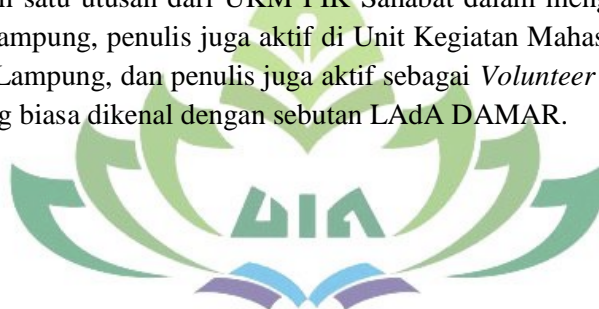 satu utusan dari UKM PIK Sahabat dalam
ampung, penulis juga aktif di Unit Kegiatan Mahas
Lampung, dan penulis juga aktif sebagai Volunteer
g biasa dikenal dengan sebutan LAdA DAMAR.
UIN